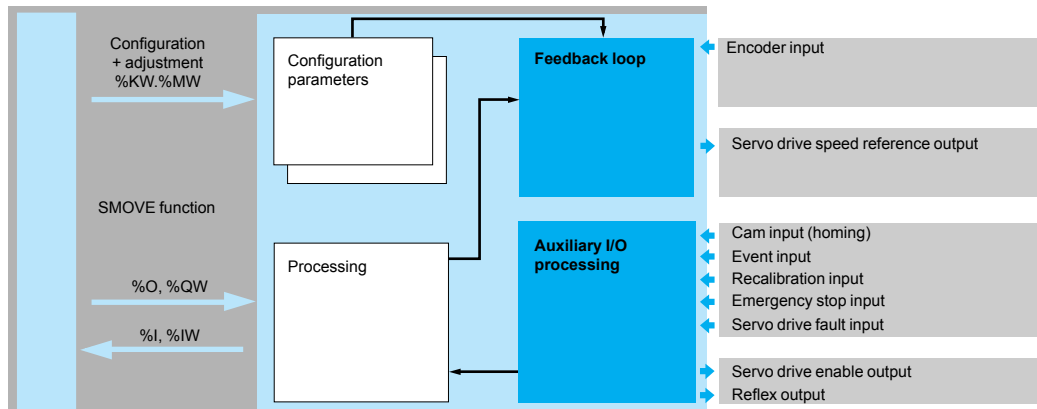 Configuration
+ adjustment
%KW.%MW
SMOVE function
%O, %QW
%I, %IW
Configuration
parameters
Processing
Feedback loop
Auxiliary I/O
processing
Encoder input
Servo drive speed reference output
Cam input (homing)
Event input
Recalibration input
Emergency stop input
Servo drive fault input
Servo drive enable output
Reflex output